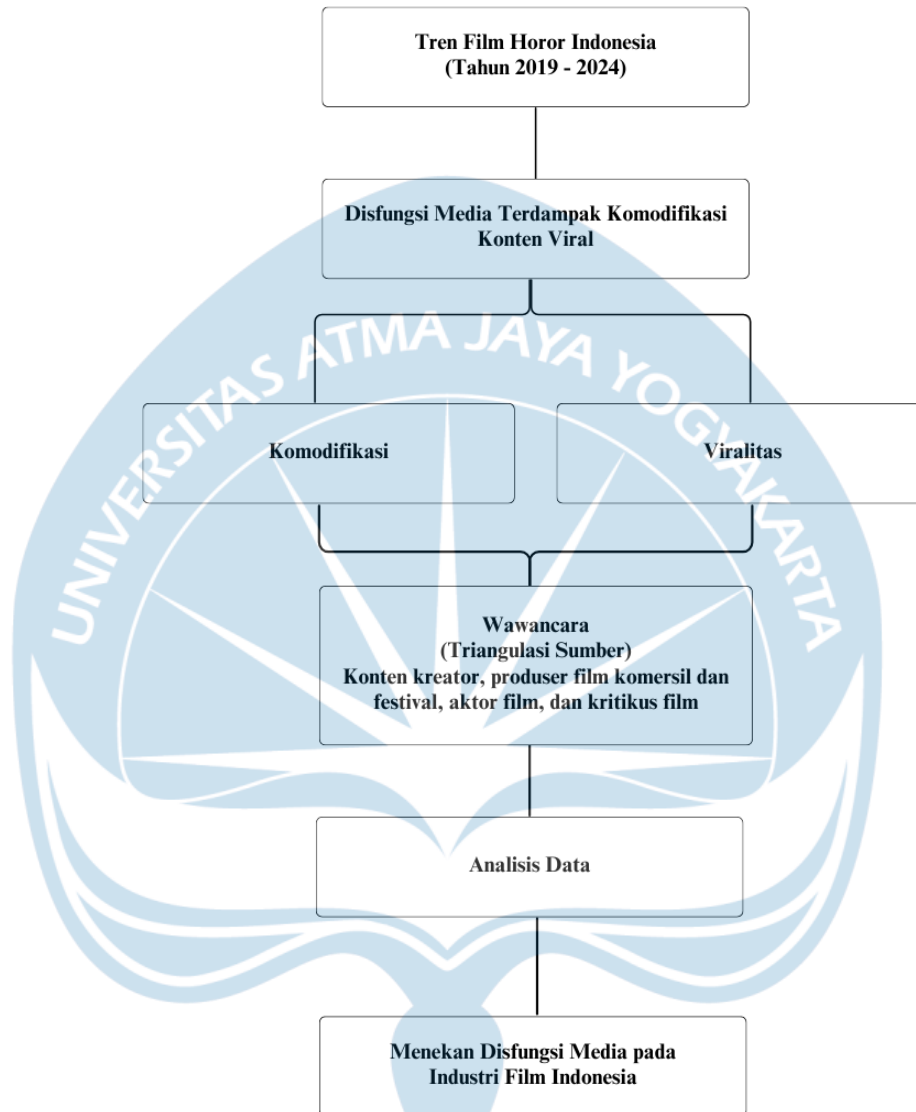 Tren Film Horor Indonesia
(Tahun 2019 - 2024)
Disfungsi Media Terdampak Komodifikasi
Konten Viral
UNIVERSITAS ATMA JAYA YOGYAKARTA
Komodifikasi
Viralitas
Wawancara
(Triangulasi Sumber)
Konten kreator, produser film komersil dan
festival, aktor film, dan kritikus film
Analisis Data
Menekan Disfungsi Media pada
Industri Film Indonesia